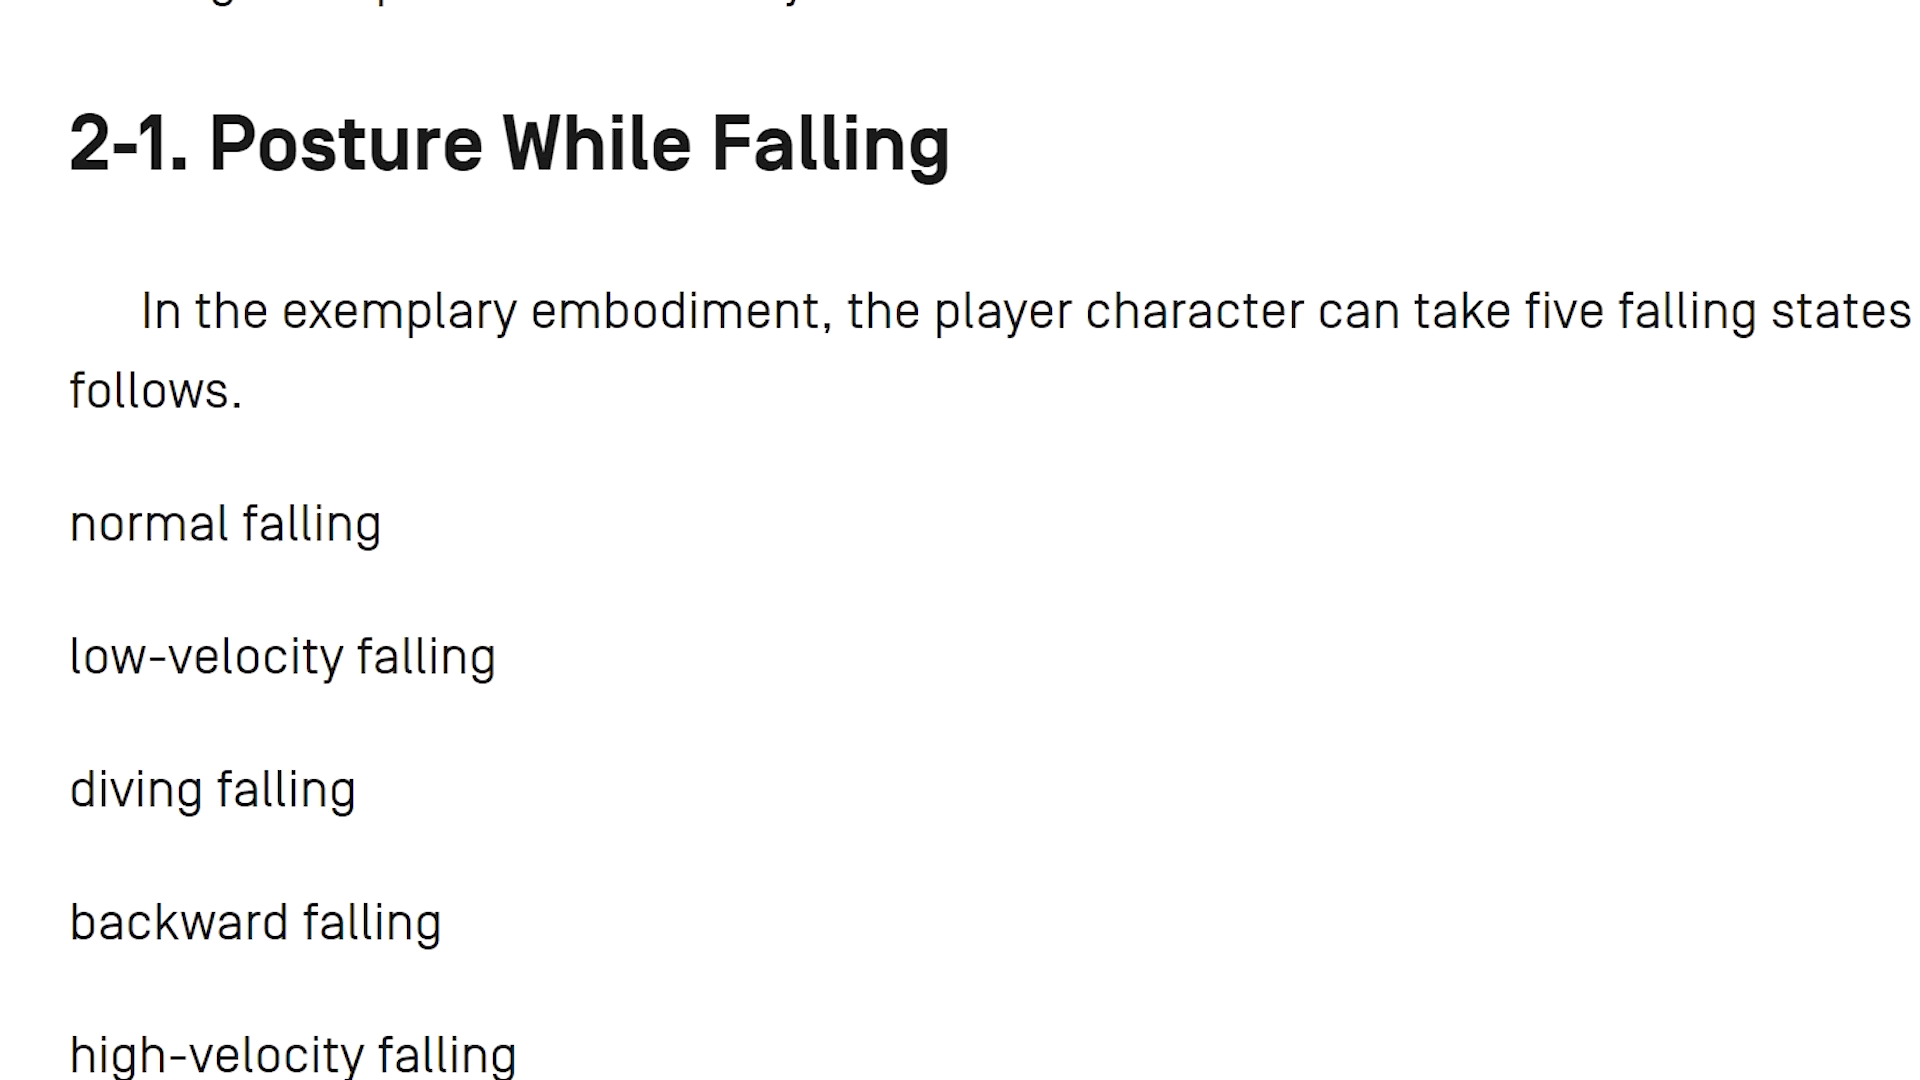 2-1. Posture While Falling
In the exemplary embodiment, the player character can take five falling states
follows.
normal falling
low-velocity falling
diving falling
backward falling
high-velocity falling